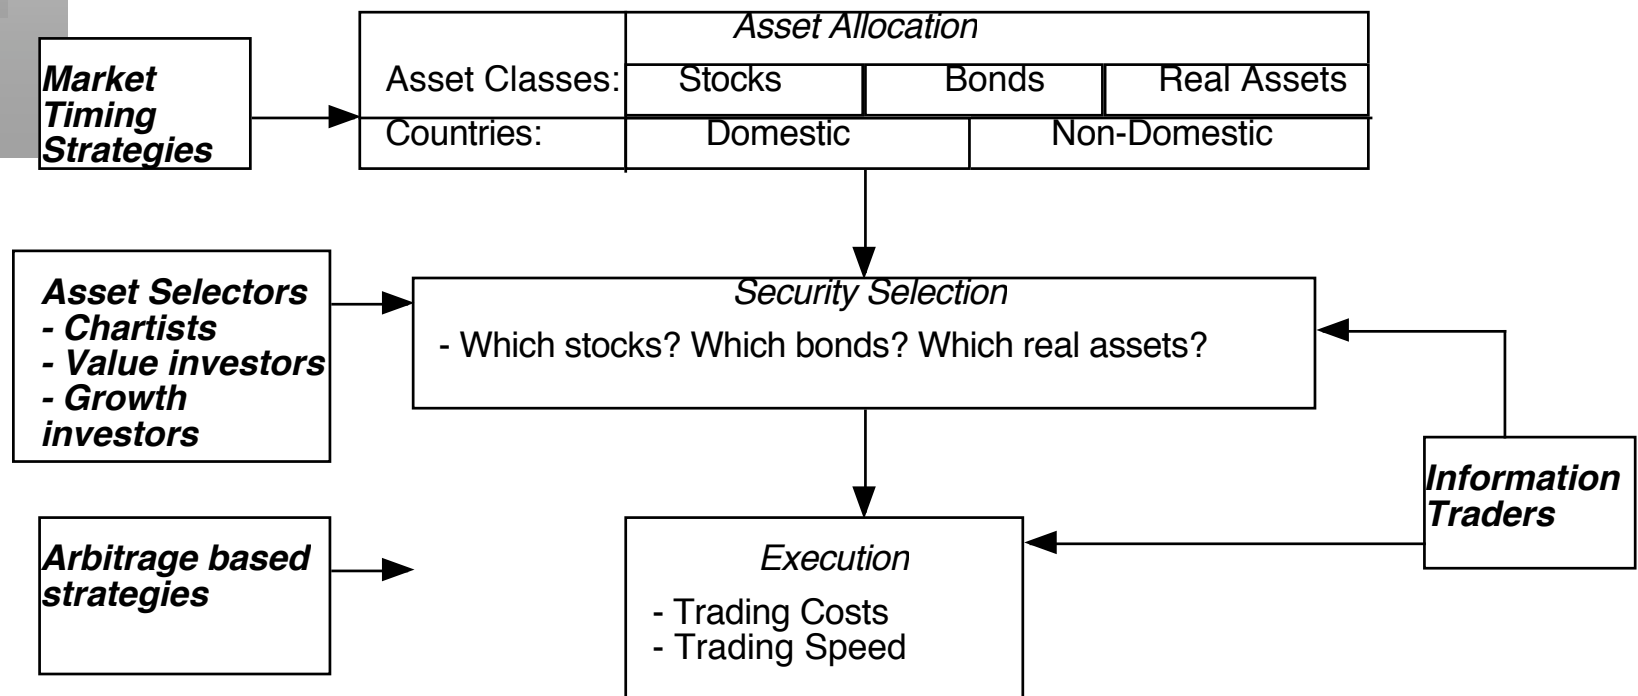 Asset Allocation
Market
Timing
Strategies
Asset Classes: Stocks Bonds Real Assets
Countries: Domestic Non-Domestic
Asset Selectors
- Chartists
- Value investors
- Growth
investors
Security Selection
- Which stocks? Which bonds? Which real assets?
Information
Traders
Arbitrage based
strategies
Execution
- Trading Costs
- Trading Speed